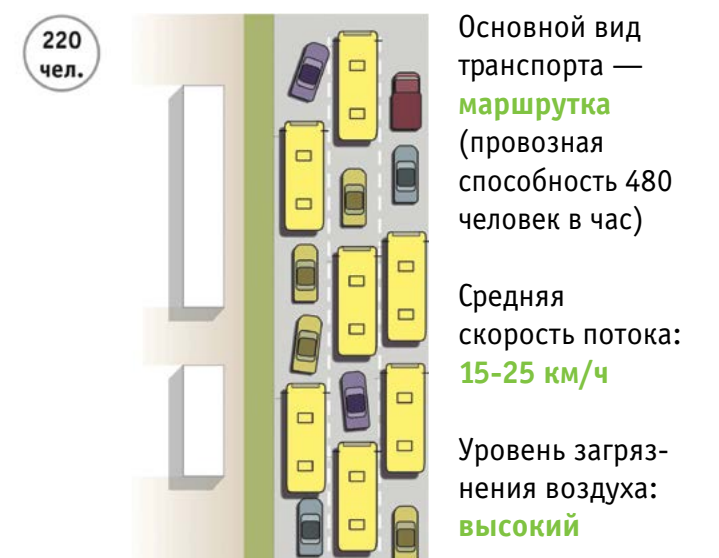 220
чел.
Основной вид
транспорта —
маршрутка
(провозная
способность 480
человек в час)
Средняя
скорость потока:
15-25 км/ч
Уровень загряз-
нения воздуха:
высокий